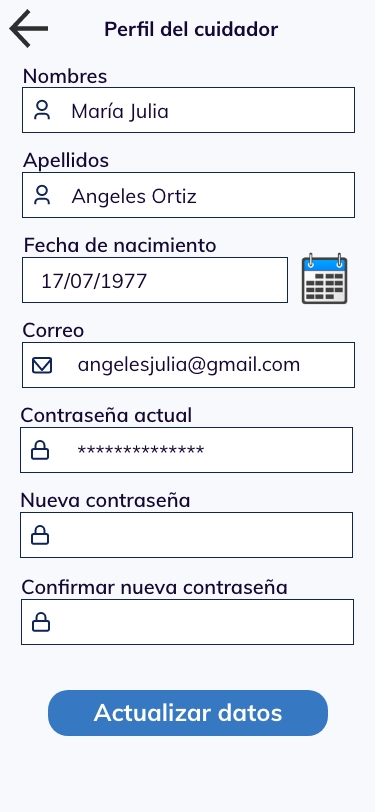 Perfil del cuidador
Nombres
María Julia
Apellidos
Angeles Ortiz
Fecha de nacimiento
17/07/1977
Correo
angelesjulia@gmail.com
Contraseña actual
**************
Nueva contraseña
Confirmar nueva contraseña
Actualizar datos